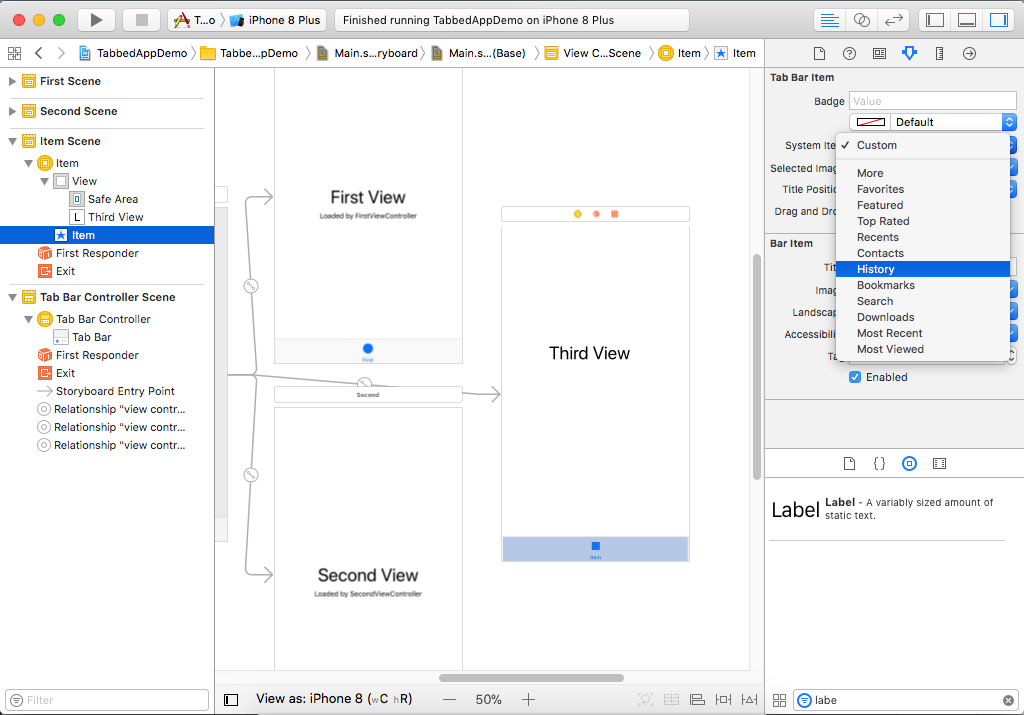 T...o
iPhone 8 Plus
Finished running TabbedAppDemo on iPhone 8 Plus
TabbedAppDemo
Tabbe...pDemo
Main.s...ryboard
Main.s...(Base)
View C...Scene
Item
Item
First Scene
Second Scene
Item Scene
Item
View
Safe Area
L Third View
Item
First Responder
Exit
Tab Bar Controller Scene
Tab Bar Controller
Tab Bar
First Responder
Exit
Storyboard Entry Point
Relationship "view contr...
Relationship "view contr...
Relationship "view contr...
Filter
First View
Loaded by FirstViewController
First
Second
Second View
Loaded by SecondViewController
Third View
Item
View as: iPhone 8 (wC hR)
50%
Tab Bar Item
Badge
Value
Default
System Ite
Selected Imag
Title Positio
Drag and Dro
Bar Item
Tit
Imag
Landscap
Accessibili
Ta
Custom
More
Favorites
Featured
Top Rated
Recents
Contacts
History
Bookmarks
Search
Downloads
Most Recent
Most Viewed
Enabled
{}
Label
Label - A variably sized amount of
static text.
labe